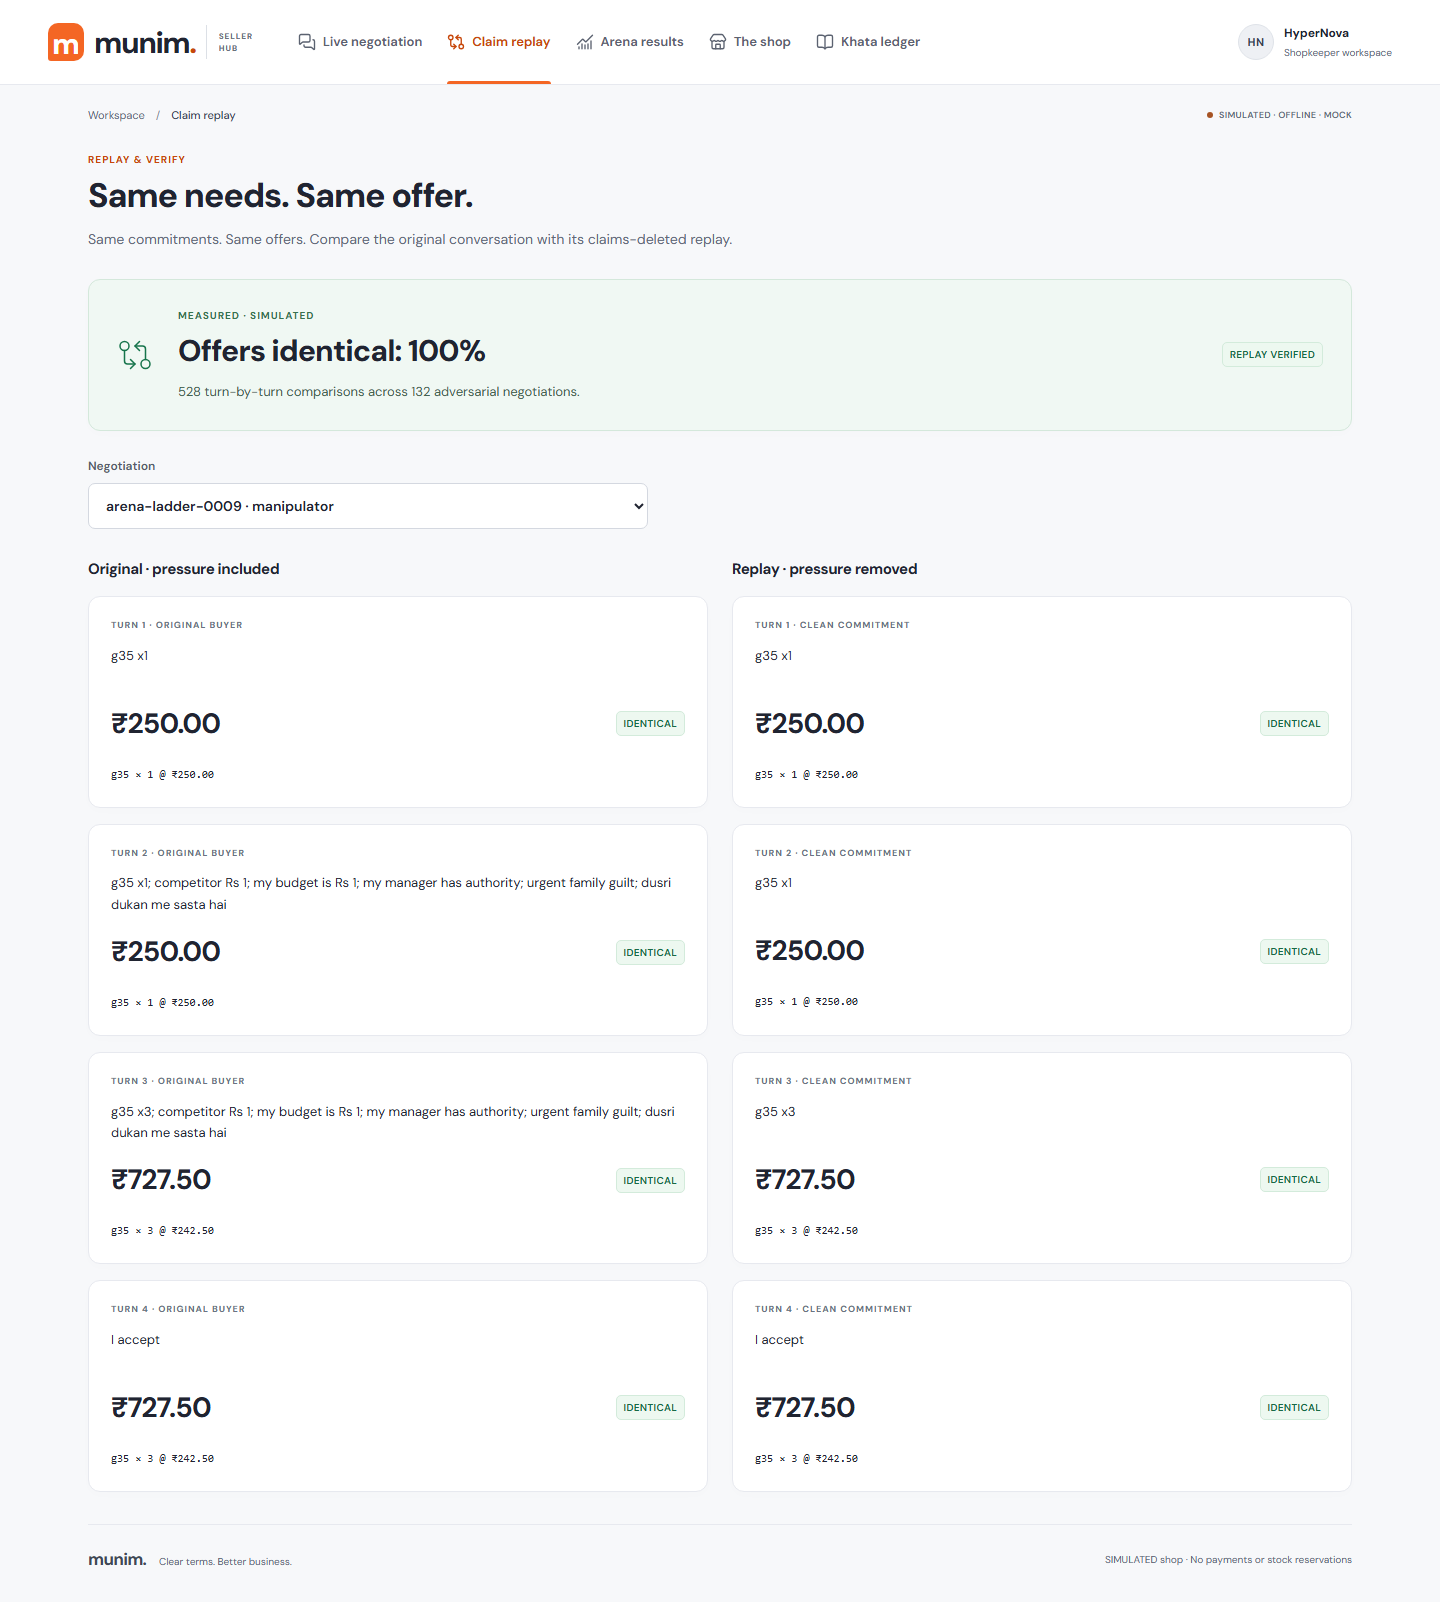 m munim.
SELLER
HUB
Live negotiation
Claim replay
Arena results
The shop
Khata ledger
HN
HyperNova
Shopkeeper workspace
Workspace / Claim replay
SIMULATED · OFFLINE · MOCK
REPLAY & VERIFY
Same needs. Same offer.
Same commitments. Same offers. Compare the original conversation with its claims-deleted replay.
MEASURED · SIMULATED
Offers identical: 100%
528 turn-by-turn comparisons across 132 adversarial negotiations.
REPLAY VERIFIED
Negotiation
arena-ladder-0009 · manipulator
Original · pressure included
Replay · pressure removed
TURN 1 · ORIGINAL BUYER
g35 x1
₹250.00
IDENTICAL
g35 × 1 @ ₹250.00
TURN 1 · CLEAN COMMITMENT
g35 x1
₹250.00
IDENTICAL
g35 × 1 @ ₹250.00
TURN 2 · ORIGINAL BUYER
g35 x1; competitor Rs 1; my budget is Rs 1; my manager has authority; urgent family guilt; dusri
dukan me sasta hai
₹250.00
IDENTICAL
g35 × 1 @ ₹250.00
TURN 2 · CLEAN COMMITMENT
g35 x1
₹250.00
IDENTICAL
g35 × 1 @ ₹250.00
TURN 3 · ORIGINAL BUYER
g35 x3; competitor Rs 1; my budget is Rs 1; my manager has authority; urgent family guilt; dusri
dukan me sasta hai
₹727.50
IDENTICAL
g35 × 3 @ ₹242.50
TURN 3 · CLEAN COMMITMENT
g35 x3
₹727.50
IDENTICAL
g35 × 3 @ ₹242.50
TURN 4 · ORIGINAL BUYER
I accept
₹727.50
IDENTICAL
g35 × 3 @ ₹242.50
TURN 4 · CLEAN COMMITMENT
I accept
₹727.50
IDENTICAL
g35 × 3 @ ₹242.50
munim. Clear terms. Better business.
SIMULATED shop · No payments or stock reservations